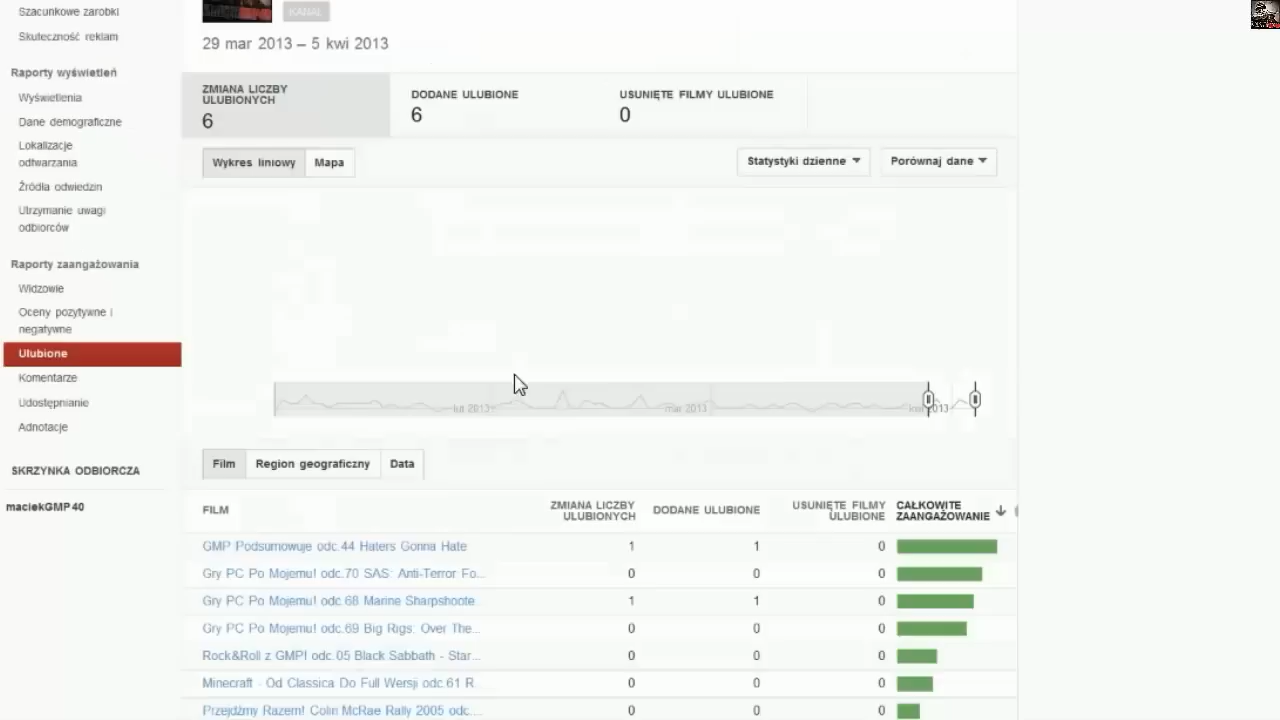 Szacunkowe zarobki
Skuteczność reklam
Raporty wyświetleń
Wyświetlenia
Dane demograficzne
Lokalizacje
odtwarzania
Źródła odwiedzin
Utrzymanie uwagi
odbiorców
Raporty zaangażowania
Widzowie
Oceny pozytywne i
negatywne
Ulubione
Komentarze
Udostępnianie
Adnotacje
SKRZYNKA ODBIORCZA
maciekGMP40
KANAŁ
29 mar 2013 – 5 kwi 2013
ZMIANA LICZBY
ULUBIONYCH
6
DODANE ULUBIONE
6
USUNIĘTE FILMY ULUBIONE
0
Wykres liniowy Mapa
Statystyki dzienne Porównaj dane
lut 2013 mar 2013 kwi 2013
Film Region geograficzny Data
FILM ZMIANA LICZBY ULUBIONYCH DODANE ULUBIONE USUNIĘTE FILMY ULUBIONE CAŁKOWITE ZAANGAŻOWANIE
GMP Podsumowuje odc.44 Haters Gonna Hate 1 1 0
Gry PC Po Mojemu! odc.70 SAS: Anti-Terror Fo... 0 0 0
Gry PC Po Mojemu! odc.68 Marine Sharpshoote... 1 1 0
Gry PC Po Mojemu! odc.69 Big Rigs: Over The... 0 0 0
Rock&Roll z GMP! odc.05 Black Sabbath - Star... 0 0 0
Minecraft - Od Classica Do Full Wersji odc.61 R... 0 0 0
Przejdźmy Razem! Colin McRae Rally 2005 odc.... 0 0 0